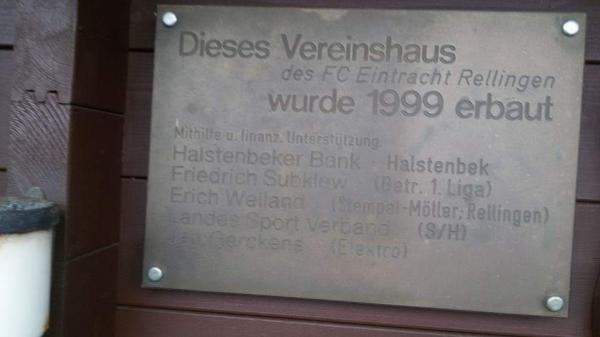 Dieses Vereinshaus
des FC Eintracht Rellingen
wurde 1999 erbaut
Mithilfe u. finanz. Unterstützung:
Halstenbeker Bank - Halstenbek
Friedrich Subklew (Betr. 1. Liga)
Erich Weiland (Stempel-Möller, Rellingen)
Landes Sport Verband (S/H)
Gerckens (Elektro)